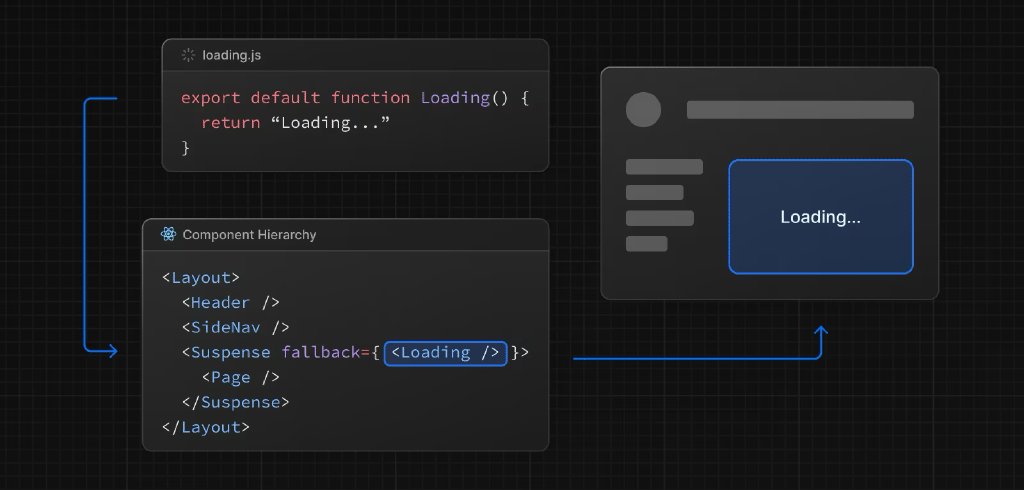 loading.js
export default function Loading() {
return “Loading...”
}
Component Hierarchy
<Layout>
<Header />
<SideNav />
<Suspense fallback={<Loading />}>
<Page />
</Suspense>
</Layout>
Loading...